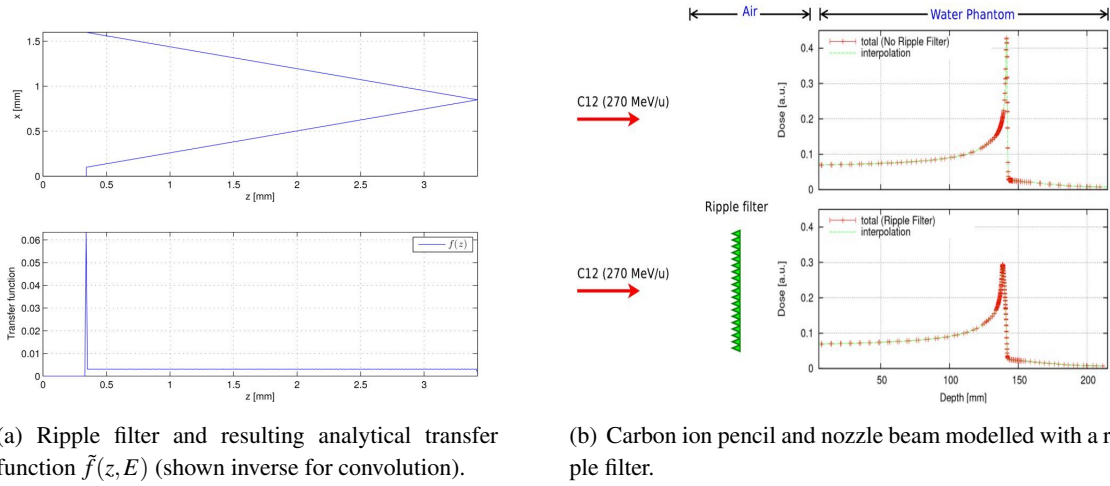 1.5
1
0.5
0
x [mm]
0 0.5 1 1.5 2 2.5 3
z [mm]
f(z)
0.06
0.05
0.04
0.03
0.02
0.01
0
Transfer function
0 0.5 1 1.5 2 2.5 3
z [mm]
(a) Ripple filter and resulting analytical transfer
function f̃(z, E) (shown inverse for convolution).
Air
Water Phantom
C12 (270 MeV/u)
total (No Ripple Filter)
interpolation
0.4
0.3
0.2
0.1
0
Dose [a.u.]
Ripple filter
C12 (270 MeV/u)
total (Ripple Filter)
interpolation
0.4
0.3
0.2
0.1
0
Dose [a.u.]
50 100 150 200
Depth [mm]
(b) Carbon ion pencil and nozzle beam modelled with a r
ple filter.